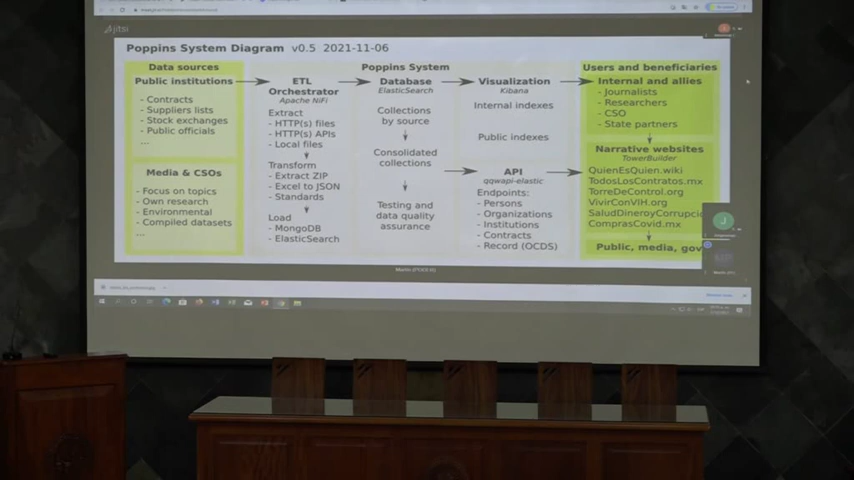 jitsi
Poppins System Diagram v0.5 2021-11-06
Data sources
Public institutions
- Contracts
- Suppliers lists
- Stock exchanges
- Public officials
...
Media & CSOs
- Focus on topics
- Own research
- Environmental
- Compiled datasets
...
Poppins System
ETL
Orchestrator
Apache NiFi
Extract
- HTTP(s) files
- HTTP(s) APIs
- Local files
Transform
- Extract ZIP
- Excel to JSON
- Standards
Load
- MongoDB
- ElasticSearch
Database
ElasticSearch
Collections
by source
Consolidated
collections
Testing and
data quality
assurance
Visualization
Kibana
Internal indexes
Public indexes
API
qqwapi-elastic
Endpoints:
- Persons
- Organizations
- Institutions
- Contracts
- Record (OCDS)
Users and beneficiaries
Internal and allies
- Journalists
- Researchers
- CSO
- State partners
Narrative websites
TowerBuilder
QuienEsQuien.wiki
TodosLosContratos.mx
TorreDeControl.org
VivirConVIH.org
SaludDineroyCorrupcio
ComprasCovid.mx
Public, media, gov
J